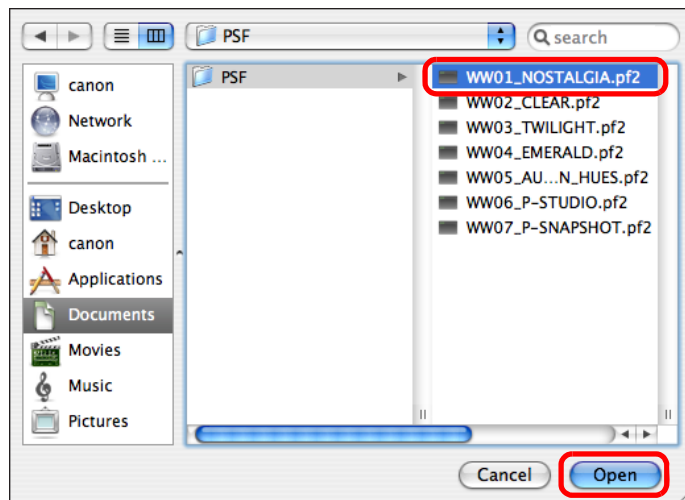 PSF
search
canon
Network
Macintosh ...
Desktop
canon
Applications
Documents
Movies
Music
Pictures
PSF
WW01_NOSTALGIA.pf2
WW02_CLEAR.pf2
WW03_TWILIGHT.pf2
WW04_EMERALD.pf2
WW05_AU...N_HUES.pf2
WW06_P-STUDIO.pf2
WW07_P-SNAPSHOT.pf2
Cancel
Open